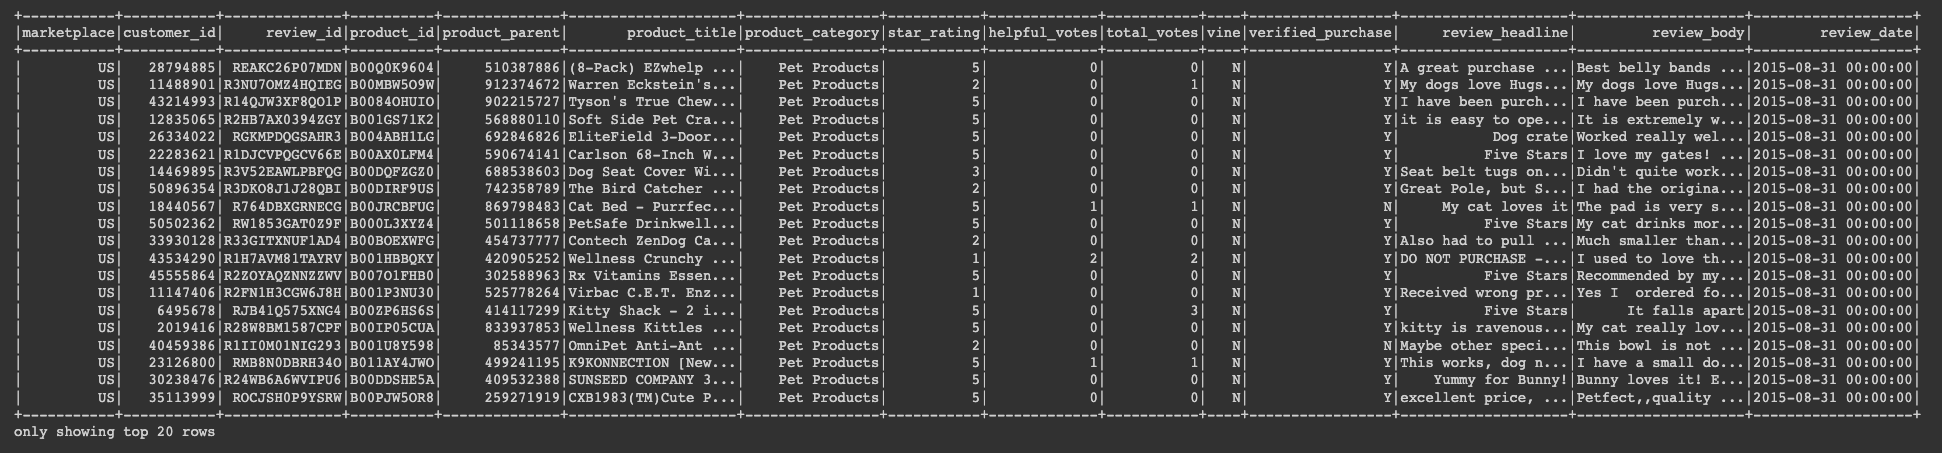 +-----------+-----------+--------------+----------+--------------+--------------------+----------------+-----------+-------------+-----------+----+-----------------+--------------------+--------------------+-------------------+
|marketplace|customer_id|     review_id|product_id|product_parent|       product_title|product_category|star_rating|helpful_votes|total_votes|vine|verified_purchase|     review_headline|         review_body|        review_date|
+-----------+-----------+--------------+----------+--------------+--------------------+----------------+-----------+-------------+-----------+----+-----------------+--------------------+--------------------+-------------------+
|         US|   28794885| REAKC26P07MDN|B00Q0K9604|     510387886|(8-Pack) EZwhelp ...|    Pet Products|          5|            0|          0|   N|                Y|A great purchase ...|Best belly bands ...|2015-08-31 00:00:00|
|         US|   11488901|R3NU7OMZ4HQIEG|B00MBW5O9W|     912374672|Warren Eckstein's...|    Pet Products|          2|            0|          1|   N|                Y|My dogs love Hugs...|My dogs love Hugs...|2015-08-31 00:00:00|
|         US|   43214993|R14QJW3XF8QO1P|B0084OHUIO|     902215727|Tyson's True Chew...|    Pet Products|          5|            0|          0|   N|                Y|I have been purch...|I have been purch...|2015-08-31 00:00:00|
|         US|   12835065|R2HB7AX0394ZGY|B001GS71K2|     568880110|Soft Side Pet Cra...|    Pet Products|          5|            0|          0|   N|                Y|it is easy to ope...|It is extremely w...|2015-08-31 00:00:00|
|         US|   26334022| RGKMPDQGSAHR3|B004ABH1LG|     692846826|EliteField 3-Door...|    Pet Products|          5|            0|          0|   N|                Y|           Dog crate|Worked really wel...|2015-08-31 00:00:00|
|         US|   22283621|R1DJCVPQGCV66E|B00AX0LFM4|     590674141|Carlson 68-Inch W...|    Pet Products|          5|            0|          0|   N|                Y|          Five Stars|I love my gates! ...|2015-08-31 00:00:00|
|         US|   14469895|R3V52EAWLPBFQG|B00DQFZGZ0|     688538603|Dog Seat Cover Wi...|    Pet Products|          3|            0|          0|   N|                Y|Seat belt tugs on...|Didn't quite work...|2015-08-31 00:00:00|
|         US|   50896354|R3DKO8J1J28QBI|B00DIRF9US|     742358789|The Bird Catcher ...|    Pet Products|          2|            0|          0|   N|                Y|Great Pole, but S...|I had the origina...|2015-08-31 00:00:00|
|         US|   18440567| R764DBXGRNECG|B00JRCBFUG|     869798483|Cat Bed - Purrfec...|    Pet Products|          5|            1|          1|   N|                N|     My cat loves it|The pad is very s...|2015-08-31 00:00:00|
|         US|   50502362| RW1853GAT0Z9F|B000L3XYZ4|     501118658|PetSafe Drinkwell...|    Pet Products|          5|            0|          0|   N|                Y|          Five Stars|My cat drinks mor...|2015-08-31 00:00:00|
|         US|   33930128|R33GITXNUF1AD4|B00BOEXWFG|     454737777|Contech ZenDog Ca...|    Pet Products|          2|            0|          0|   N|                Y|Also had to pull ...|Much smaller than...|2015-08-31 00:00:00|
|         US|   43534290|R1H7AVM81TAYRV|B001HBBQKY|     420905252|Wellness Crunchy ...|    Pet Products|          1|            2|          2|   N|                Y|DO NOT PURCHASE -...|I used to love th...|2015-08-31 00:00:00|
|         US|   45555864|R2ZOYAQZNNZZWV|B007O1FHB0|     302588963|Rx Vitamins Essen...|    Pet Products|          5|            0|          0|   N|                Y|          Five Stars|Recommended by my...|2015-08-31 00:00:00|
|         US|   11147406|R2FN1H3CGW6J8H|B001P3NU30|     525778264|Virbac C.E.T. Enz...|    Pet Products|          1|            0|          0|   N|                Y|Received wrong pr...|Yes I  ordered fo...|2015-08-31 00:00:00|
|         US|    6495678| RJB41Q575XNG4|B00ZP6HS6S|     414117299|Kitty Shack - 2 i...|    Pet Products|          5|            0|          3|   N|                Y|          Five Stars|      It falls apart|2015-08-31 00:00:00|
|         US|    2019416|R28W8BM1587CPF|B00IP05CUA|     833937853|Wellness Kittles ...|    Pet Products|          5|            0|          0|   N|                Y|kitty is ravenous...|My cat really lov...|2015-08-31 00:00:00|
|         US|   40459386|R1II0M01NIG293|B001U8Y598|      85343577|OmniPet Anti-Ant ...|    Pet Products|          2|            0|          0|   N|                N|Maybe other speci...|This bowl is not ...|2015-08-31 00:00:00|
|         US|   23126800| RMB8N0DBRH34O|B011AY4JWO|     499241195|K9KONNECTION [New...|    Pet Products|          5|            1|          1|   N|                Y|This works, dog n...|I have a small do...|2015-08-31 00:00:00|
|         US|   30238476|R24WB6A6WVIPU6|B00DDSHE5A|     409532388|SUNSEED COMPANY 3...|    Pet Products|          5|            0|          0|   N|                Y|    Yummy for Bunny!|Bunny loves it! E...|2015-08-31 00:00:00|
|         US|   35113999| ROCJSH0P9YSRW|B00PJW5OR8|     259271919|CXB1983(TM)Cute P...|    Pet Products|          5|            0|          0|   N|                Y|excellent price, ...|Petfect,,quality ...|2015-08-31 00:00:00|
+-----------+-----------+--------------+----------+--------------+--------------------+----------------+-----------+-------------+-----------+----+-----------------+--------------------+--------------------+-------------------+
only showing top 20 rows